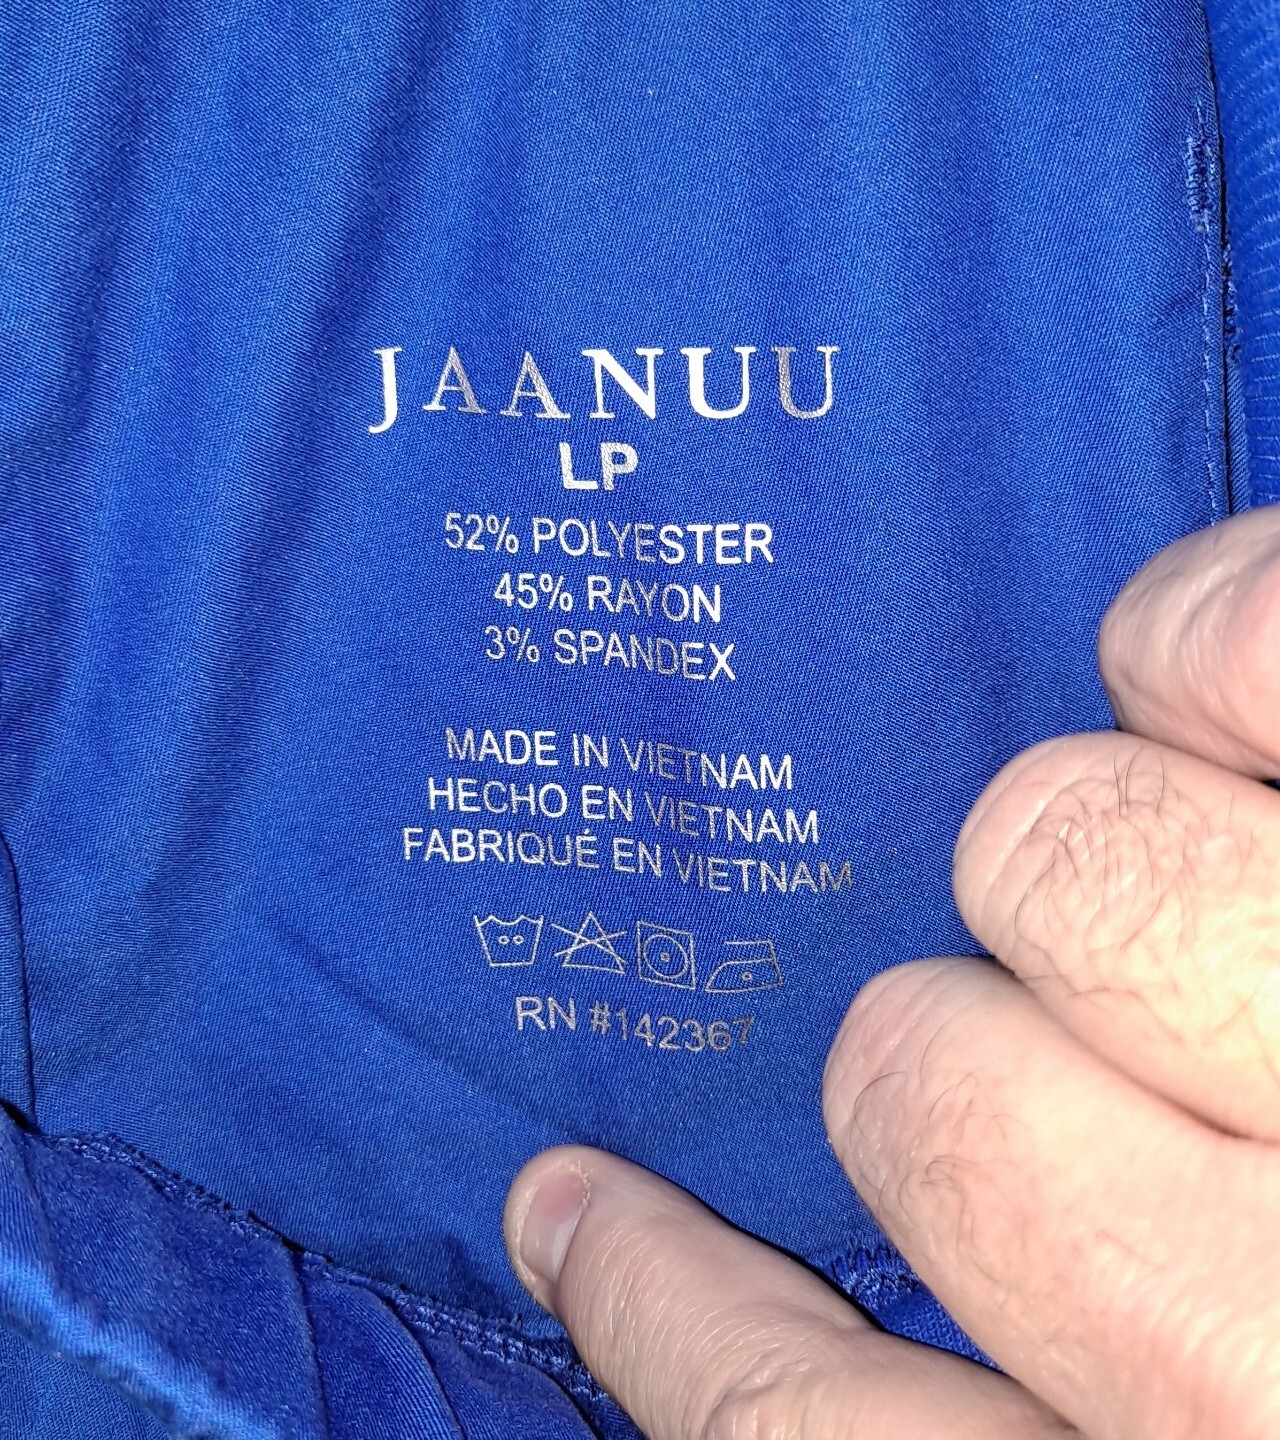 JAANUU
LP
52% POLYESTER
45% RAYON
3% SPANDEX
MADE IN VIETNAM
HECHO EN VIETNAM
FABRIQUÉ EN VIETNAM
RN #142367